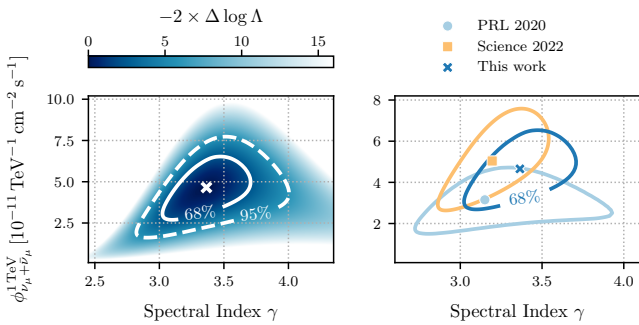 −2 × Δ log Λ
0 5 10 15
PRL 2020
Science 2022
This work
ϕ^{1 TeV}_{ν_μ+ν̄_μ} [10^{−11} TeV^{−1} cm^{−2} s^{−1}]
10.0
7.5
5.0
2.5
68%
95%
2.5 3.0 3.5 4.0
Spectral Index γ
8
6
4
2
68%
3.0 3.5 4.0
Spectral Index γ